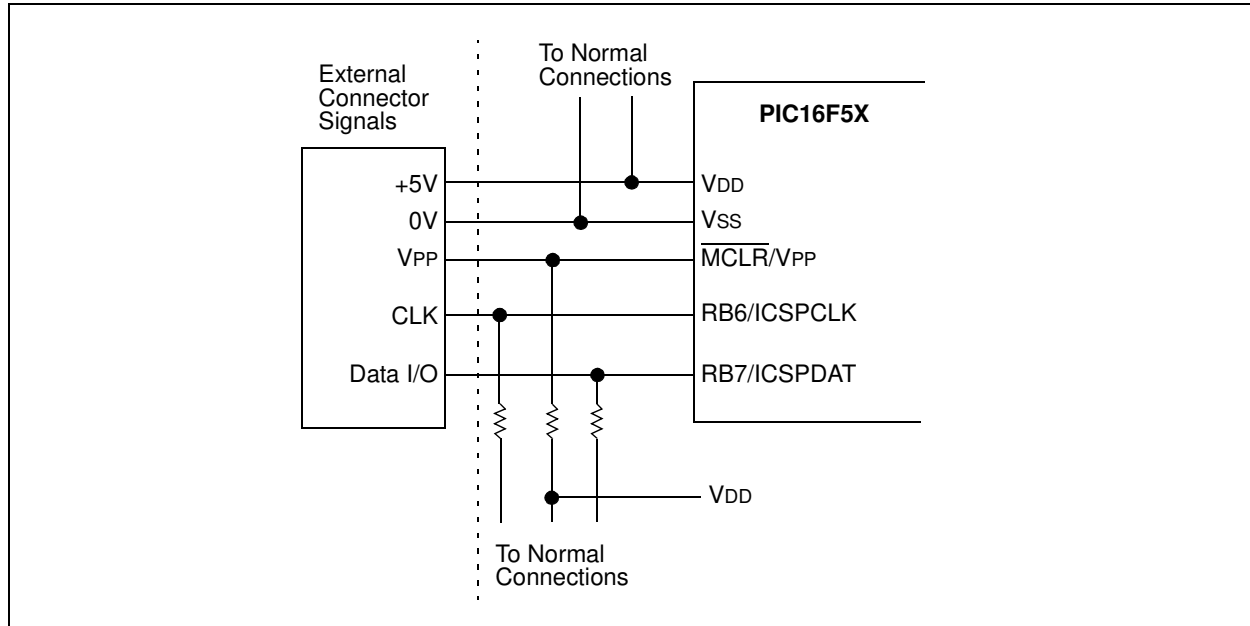 To Normal
Connections
External
Connector
Signals
PIC16F5X
+5V
VDD
0V
VSS
VPP
MCLR/VPP
CLK
RB6/ICSPCLK
Data I/O
RB7/ICSPDAT
VDD
To Normal
Connections